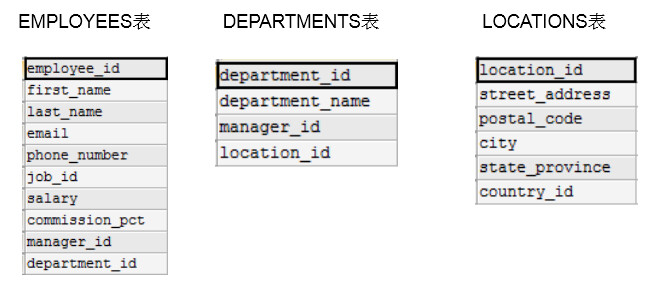 EMPLOYEES表
employee_id
first_name
last_name
email
phone_number
job_id
salary
commission_pct
manager_id
department_id
DEPARTMENTS表
department_id
department_name
manager_id
location_id
LOCATIONS表
location_id
street_address
postal_code
city
state_province
country_id